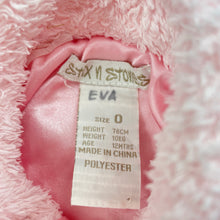 STIX N STONES
EVA
SIZE 0
HEIGHT 76CM
WEIGHT 10KG
AGE 12MTHS
MADE IN CHINA
POLYESTER